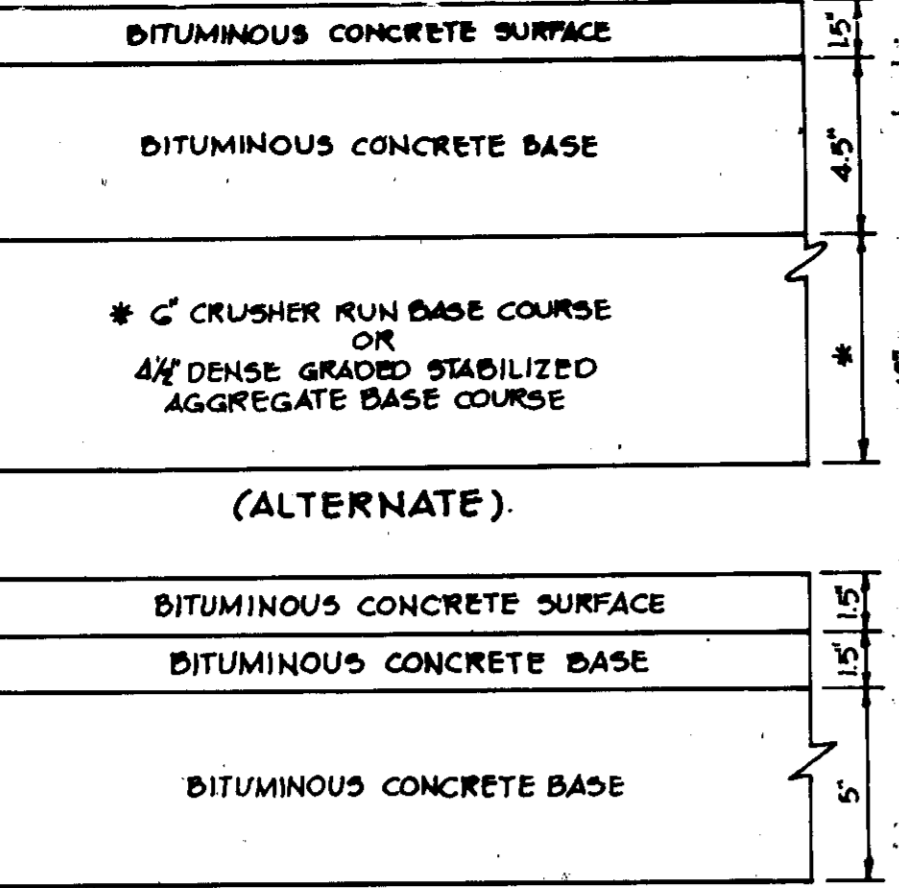 BITUMINOUS CONCRETE SURFACE
1.5"
BITUMINOUS CONCRETE BASE
4.5"
* 6" CRUSHER RUN BASE COURSE
OR
4½" DENSE GRADED STABILIZED
AGGREGATE BASE COURSE
*
(ALTERNATE).
BITUMINOUS CONCRETE SURFACE
1.5"
BITUMINOUS CONCRETE BASE
1.5"
BITUMINOUS CONCRETE BASE
5"